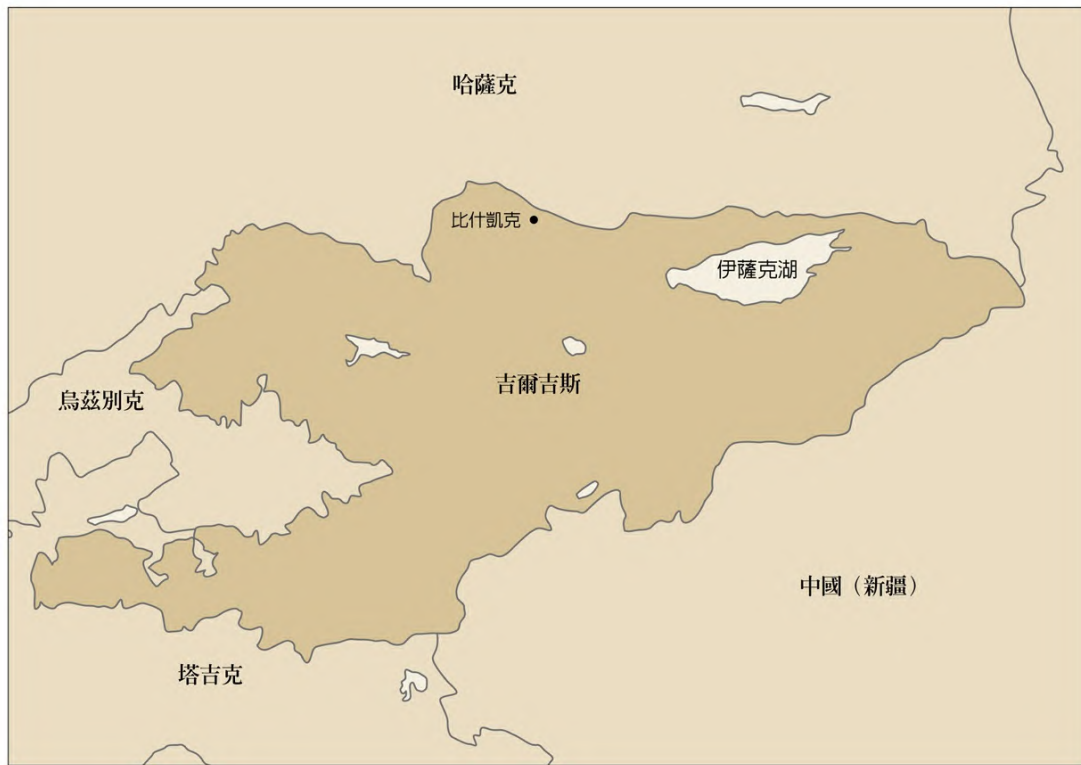 哈薩克
比什凱克
伊薩克湖
吉爾吉斯
烏茲別克
中國（新疆）
塔吉克